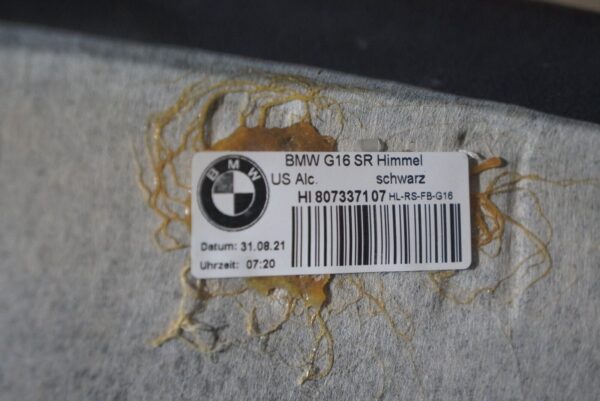 BMW
BMW G16 SR Himmel
US Alc. schwarz
HI 807337107 HL-RS-FB-G16
Datum: 31.08.21
Uhrzeit: 07:20